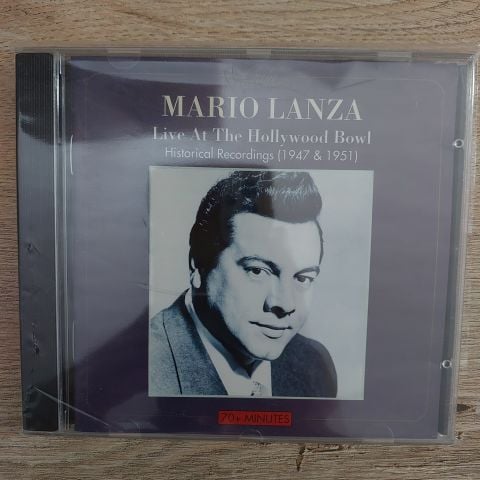 MARIO LANZA
Live At The Hollywood Bowl
Historical Recordings (1947 & 1951)
70+ MINUTES